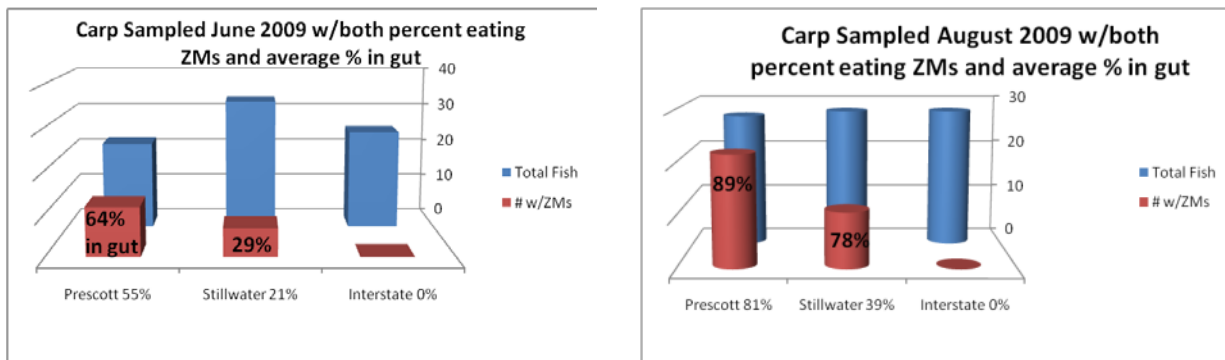 Carp Sampled June 2009 w/both percent eating
ZMs and average % in gut
40
30
20
10
0
Total Fish
# w/ZMs
64%
in gut
29%
Prescott 55%
Stillwater 21%
Interstate 0%
Carp Sampled August 2009 w/both
percent eating ZMs and average % in gut
30
20
10
0
Total Fish
# w/ZMs
89%
78%
Prescott 81%
Stillwater 39%
Interstate 0%